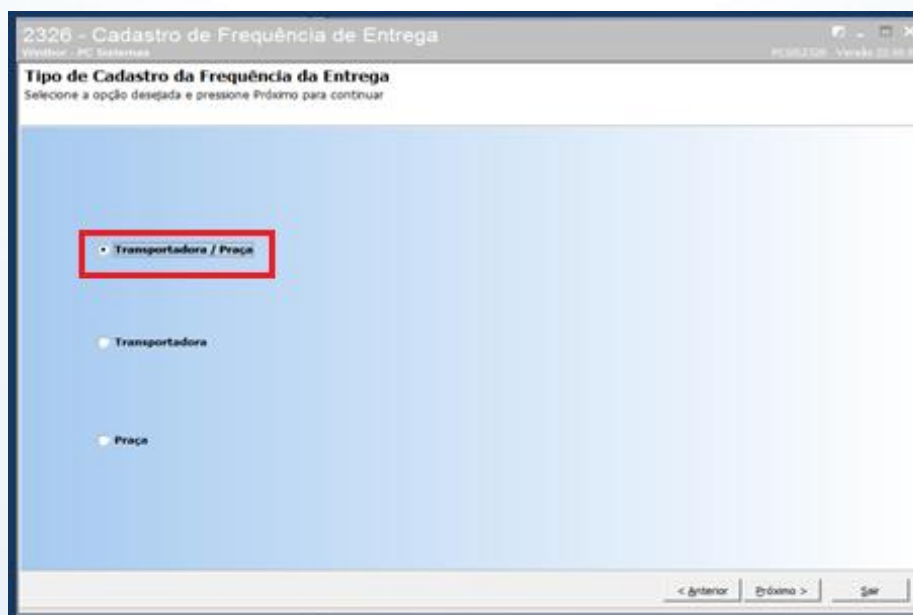 2326 - Cadastro de Frequência de Entrega
Winthor - PC Sistemas
Tipo de Cadastro da Frequência da Entrega
Selecione a opção desejada e pressione Próximo para continuar
Transportadora / Praça
Transportadora
Praça
< Anterior
Próximo >
Sair